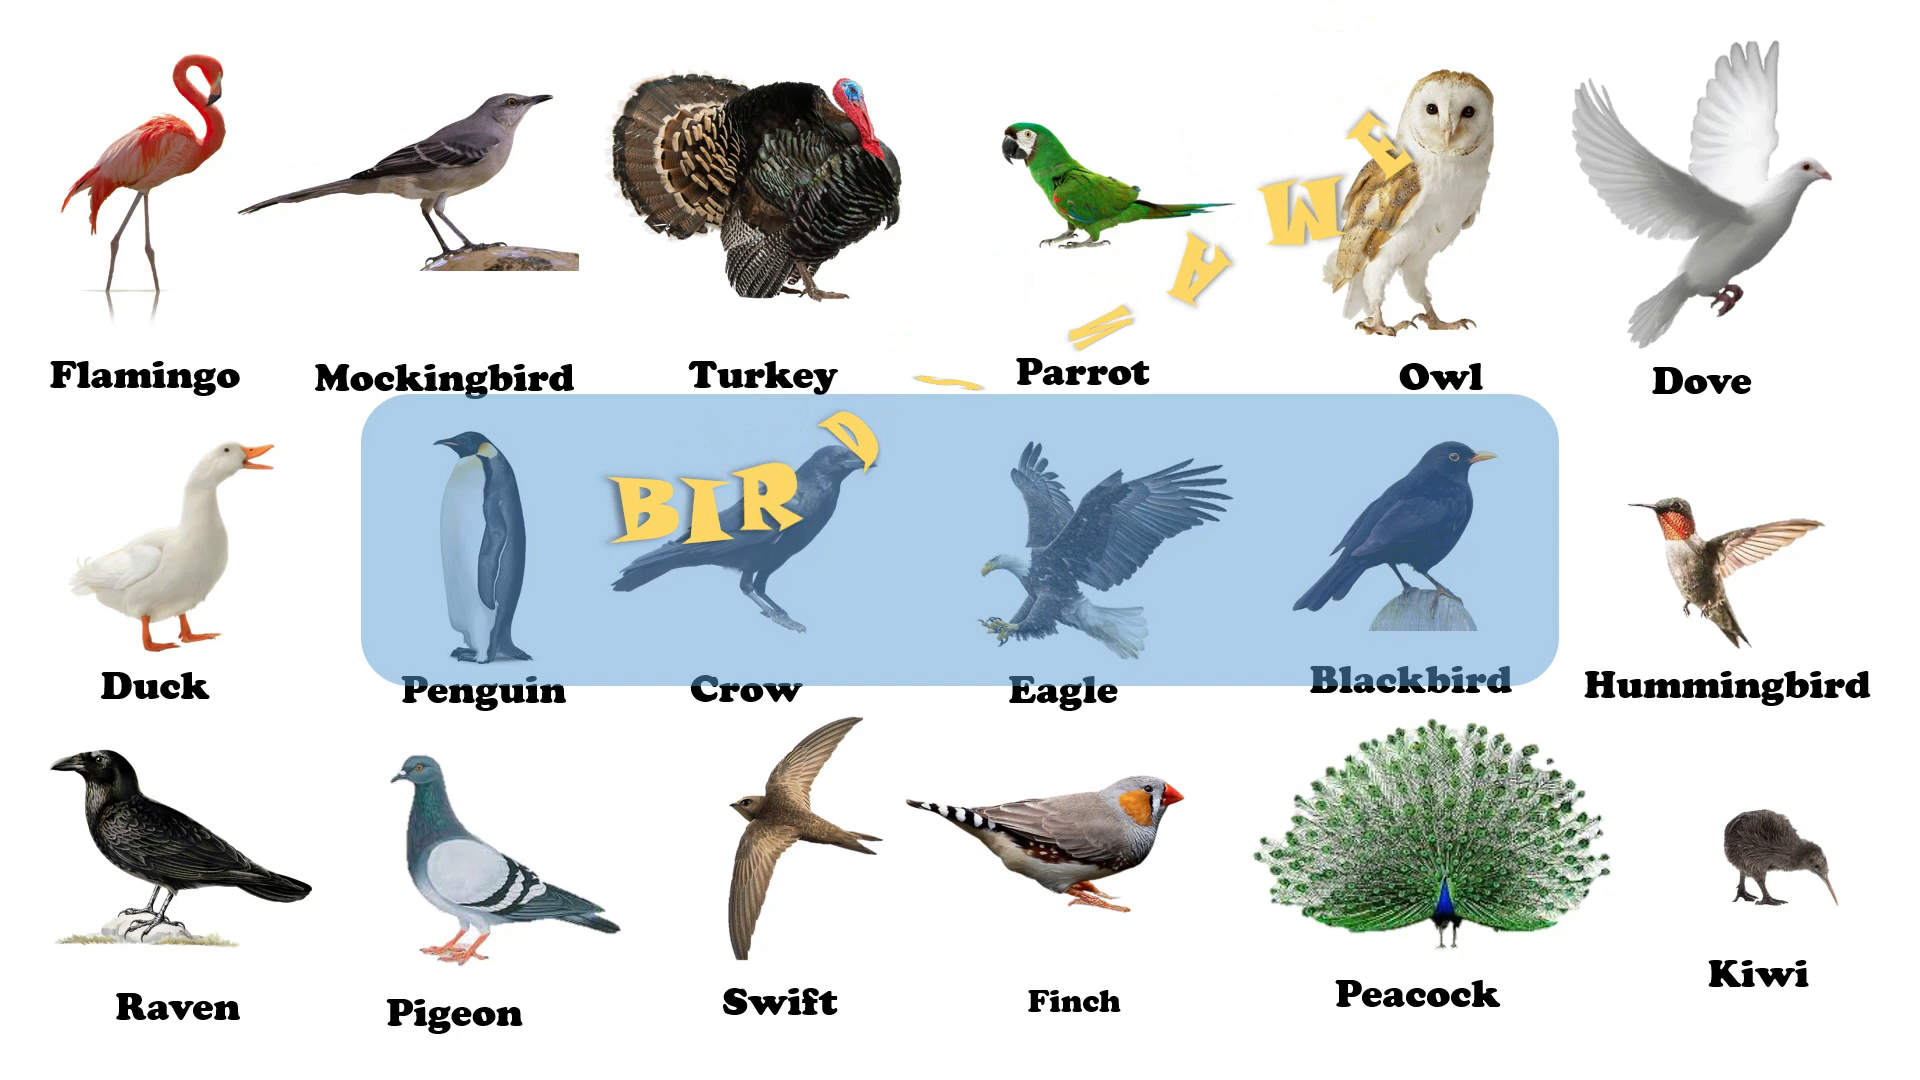 Flamingo
Mockingbird
Turkey
Parrot
Owl
Dove
BIRD NAME
Duck
Penguin
Crow
Eagle
Blackbird
Hummingbird
Raven
Pigeon
Swift
Finch
Peacock
Kiwi